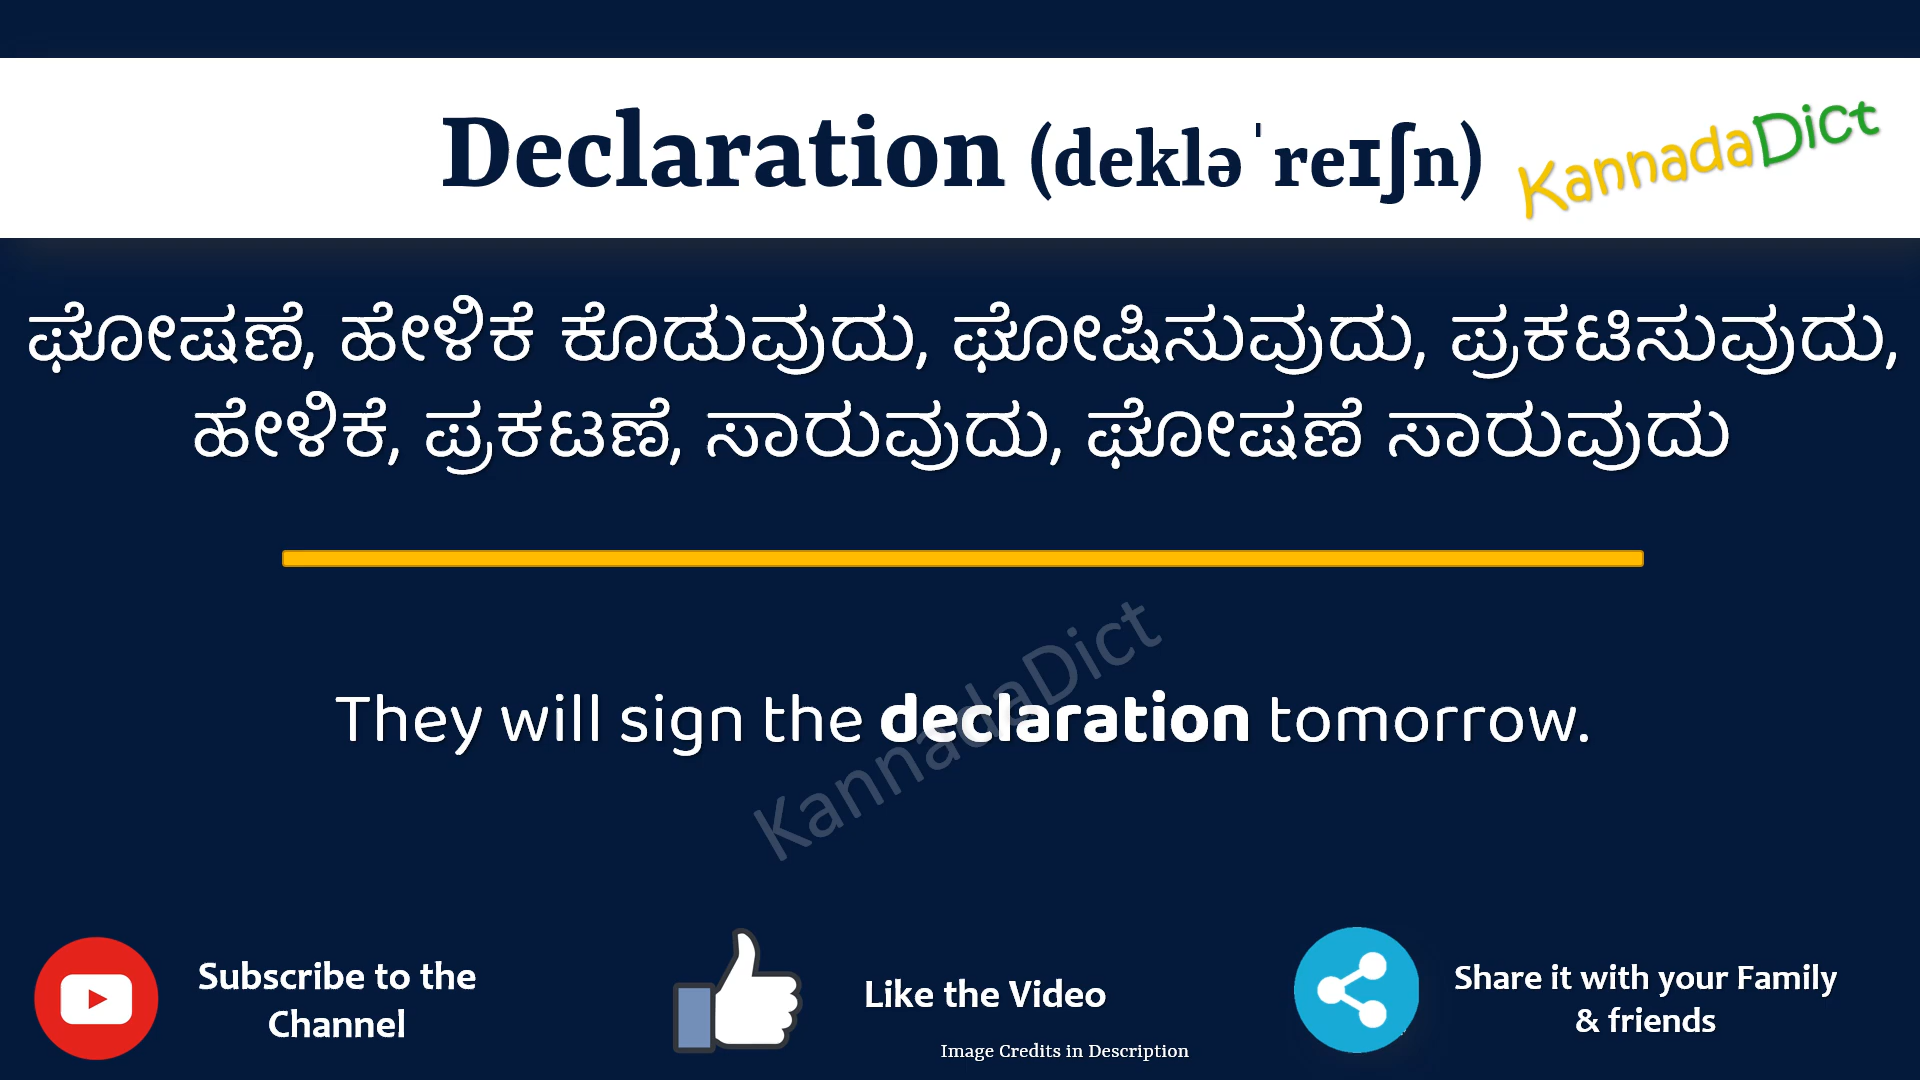 Declaration (dekləˈreɪʃn)
KannadaDict
ಘೋಷಣೆ, ಹೇಳಿಕೆ ಕೊಡುವುದು, ಘೋಷಿಸುವುದು, ಪ್ರಕಟಿಸುವುದು,
ಹೇಳಿಕೆ, ಪ್ರಕಟಣೆ, ಸಾರುವುದು, ಘೋಷಣೆ ಸಾರುವುದು
They will sign the declaration tomorrow.
KannadaDict
Subscribe to the
Channel
Like the Video
Share it with your Family
& friends
Image Credits in Description